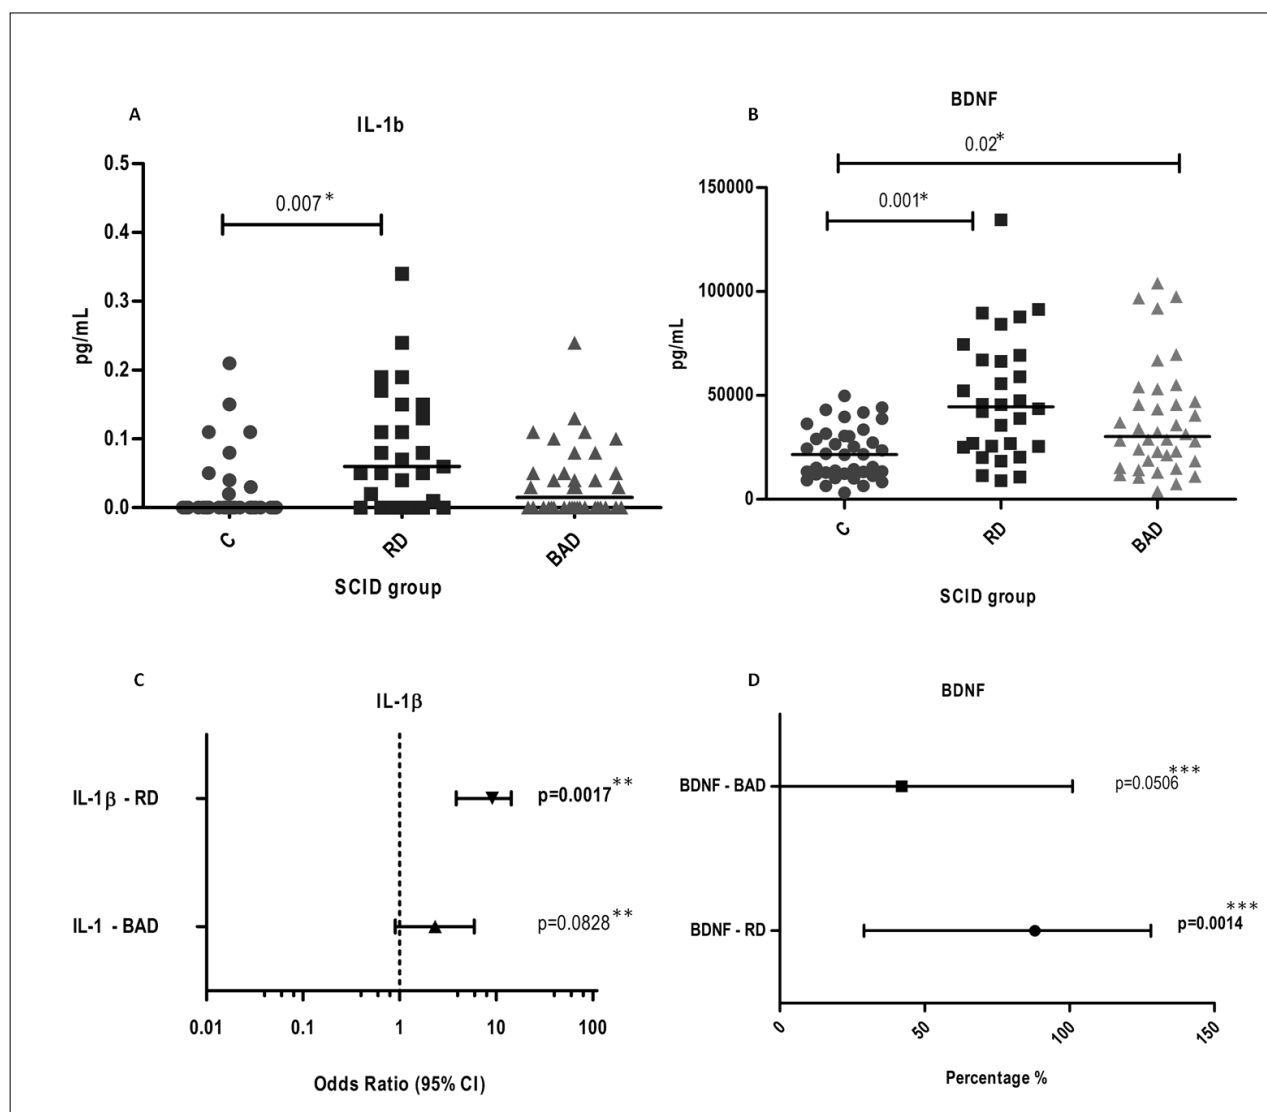 A
IL-1b
0.5
0.4
0.3
0.2
0.1
0.0
pg/mL
0.007 *
C
RD
BAD
SCID group
B
BDNF
0.02*
0.001*
150000
100000
50000
0
pg/mL
C
RD
BAD
SCID group
C
IL-1β
IL-1β - RD
p=0.0017**
IL-1 - BAD
p=0.0828**
0.01
0.1
1
10
100
Odds Ratio (95% CI)
D
BDNF
BDNF - BAD
p=0.0506***
BDNF - RD
p=0.0014***
0
50
100
150
Percentage %